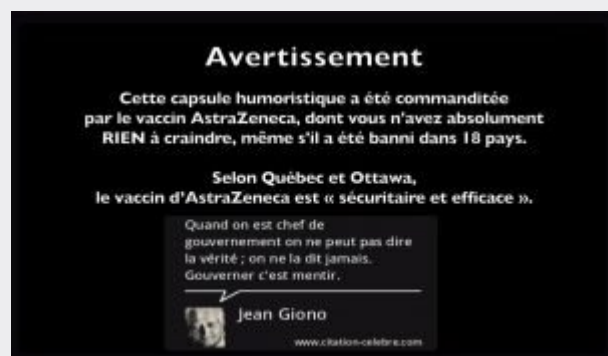 Avertissement
Cette capsule humoristique a été commanditée
par le vaccin AstraZeneca, dont vous n'avez absolument
RIEN à craindre, même s'il a été banni dans 18 pays.
Selon Québec et Ottawa,
le vaccin d'AstraZeneca est « sécuritaire et efficace ».
Quand on est chef de
gouvernement on ne peut pas dire
la vérité ; on ne la dit jamais.
Gouverner c'est mentir.
Jean Giono
www.citation-celebre.com